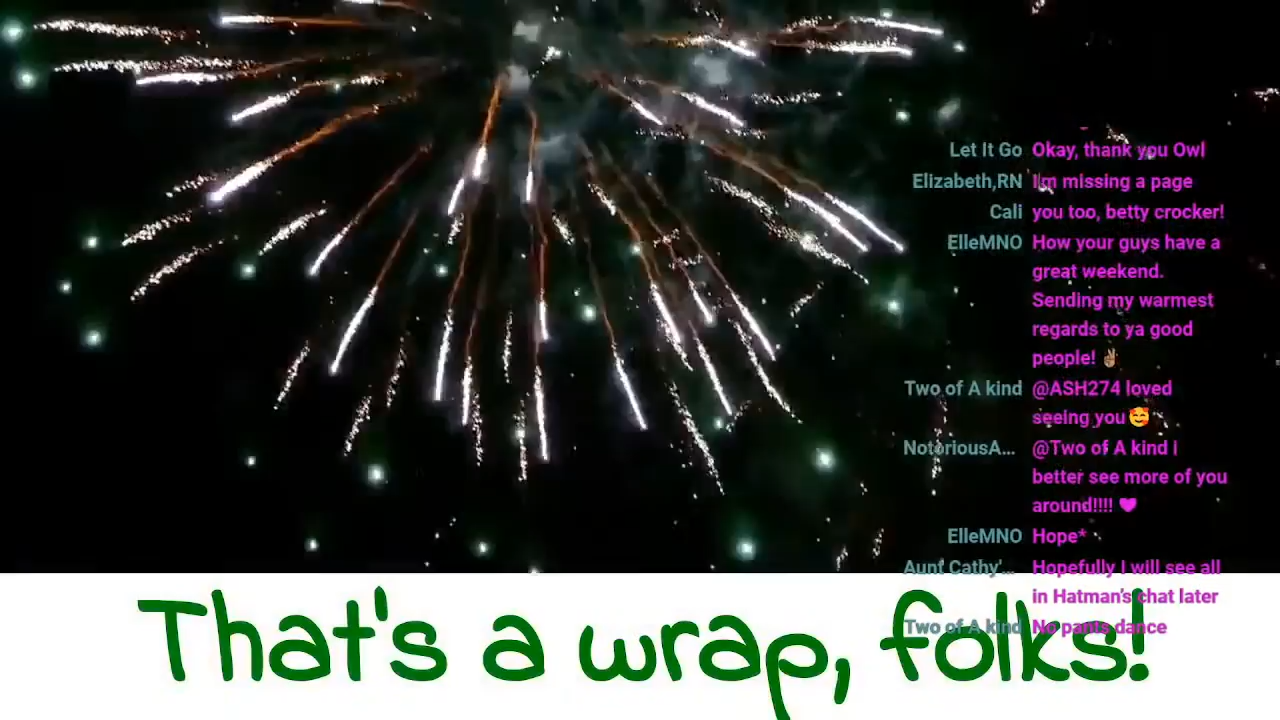 Let It Go Okay, thank you Owl
Elizabeth,RN I'm missing a page
Cali you too, betty crocker!
ElleMNO How your guys have a
great weekend.
Sending my warmest
regards to ya good
people! ✌🏽
Two of A kind @ASH274 loved
seeing you🥰
NotoriousA... @Two of A kind I
better see more of you
around!!!! ♥
ElleMNO Hope*
Aunt Cathy'... Hopefully I will see all
in Hatman's chat later
Two of A kind No pants dance
That's a wrap, folks!